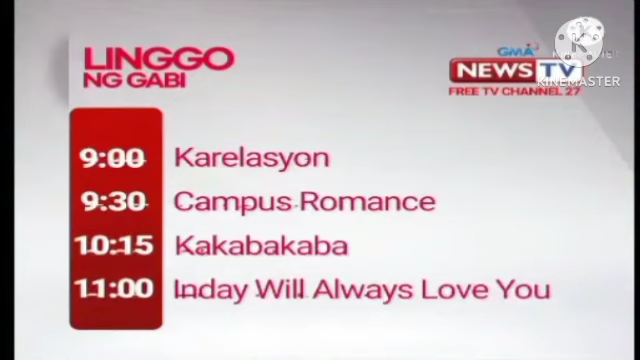 LINGGO
NG GABI
GMA
NEWS TV
FREE TV CHANNEL 27
KINEMASTER
9:00 Karelasyon
9:30 Campus Romance
10:15 Kakabakaba
11:00 Inday Will Always Love You